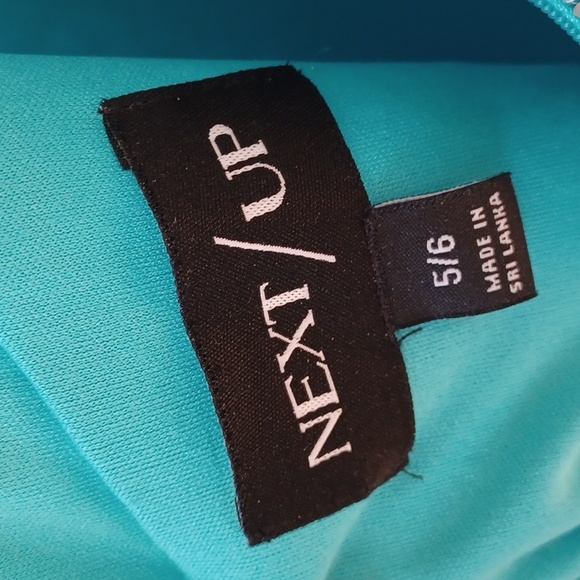 NEXT/UP
5/6
MADE IN
SRI LANKA